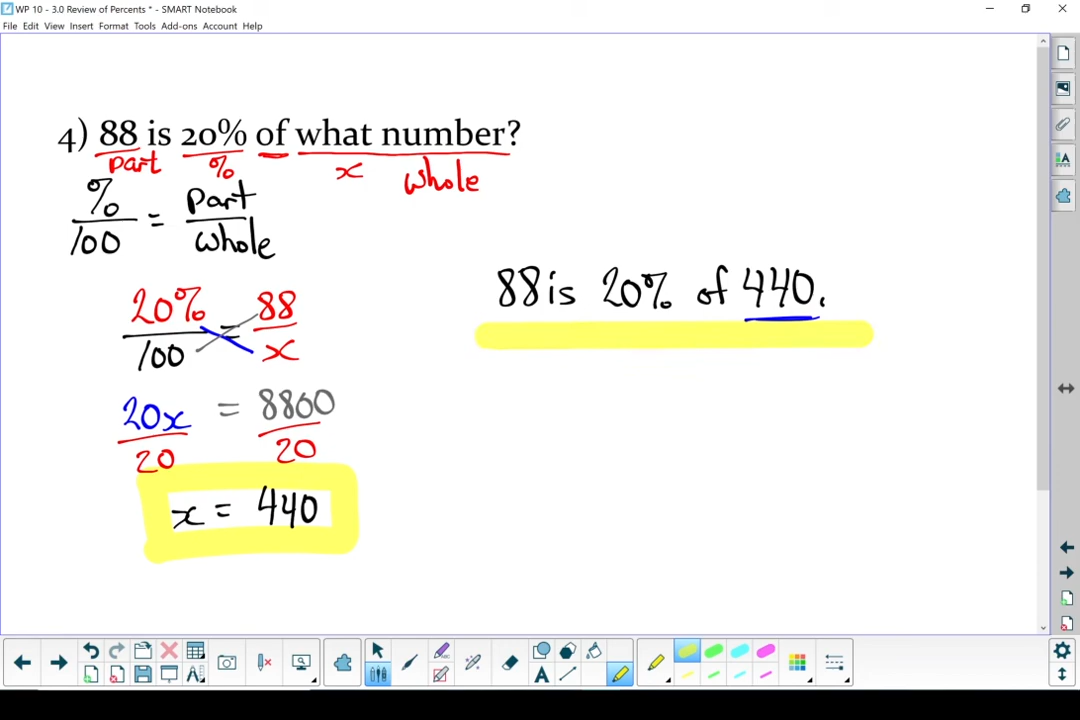 WP 10 - 3.0 Review of Percents * - SMART Notebook
File Edit View Insert Format Tools Add-ons Account Help
4) 88 is 20% of what number?
part % x whole
%/100 = part/whole
20%/100 = 88/x
88 is 20% of 440.
20x/20 = 8800/20
x = 440